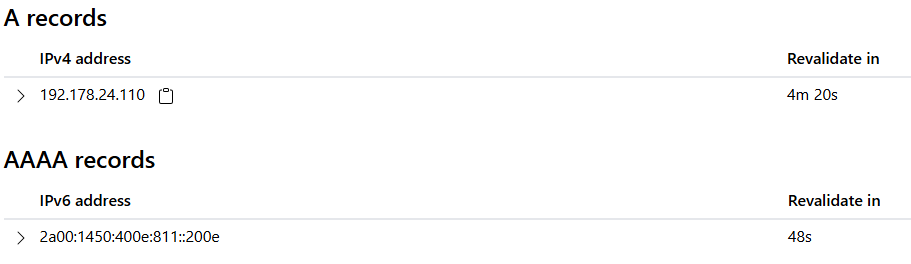 A records
IPv4 address Revalidate in
192.178.24.110 4m 20s
AAAA records
IPv6 address Revalidate in
2a00:1450:400e:811::200e 48s